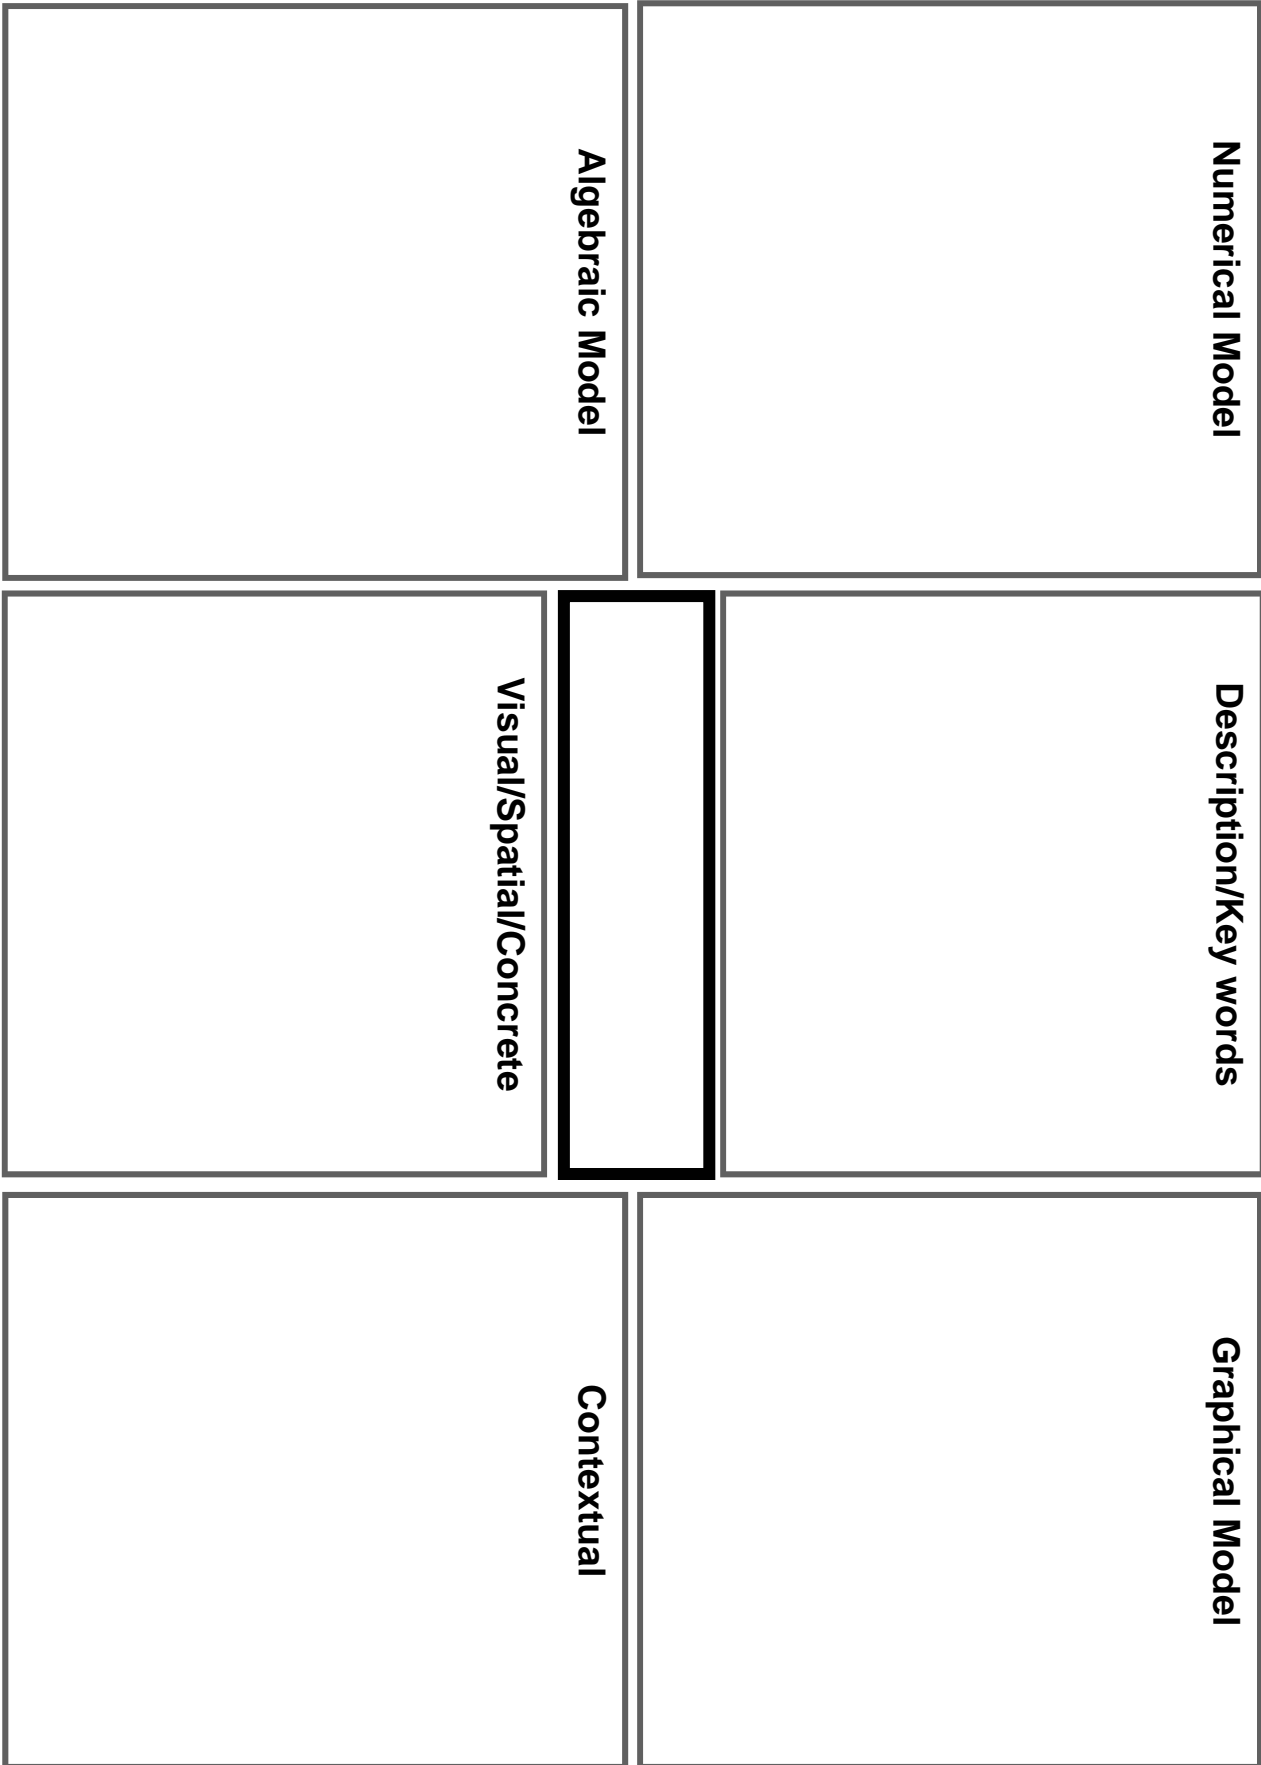 Numerical Model
Description/Key words
Graphical Model
Algebraic Model
Visual/Spatial/Concrete
Contextual